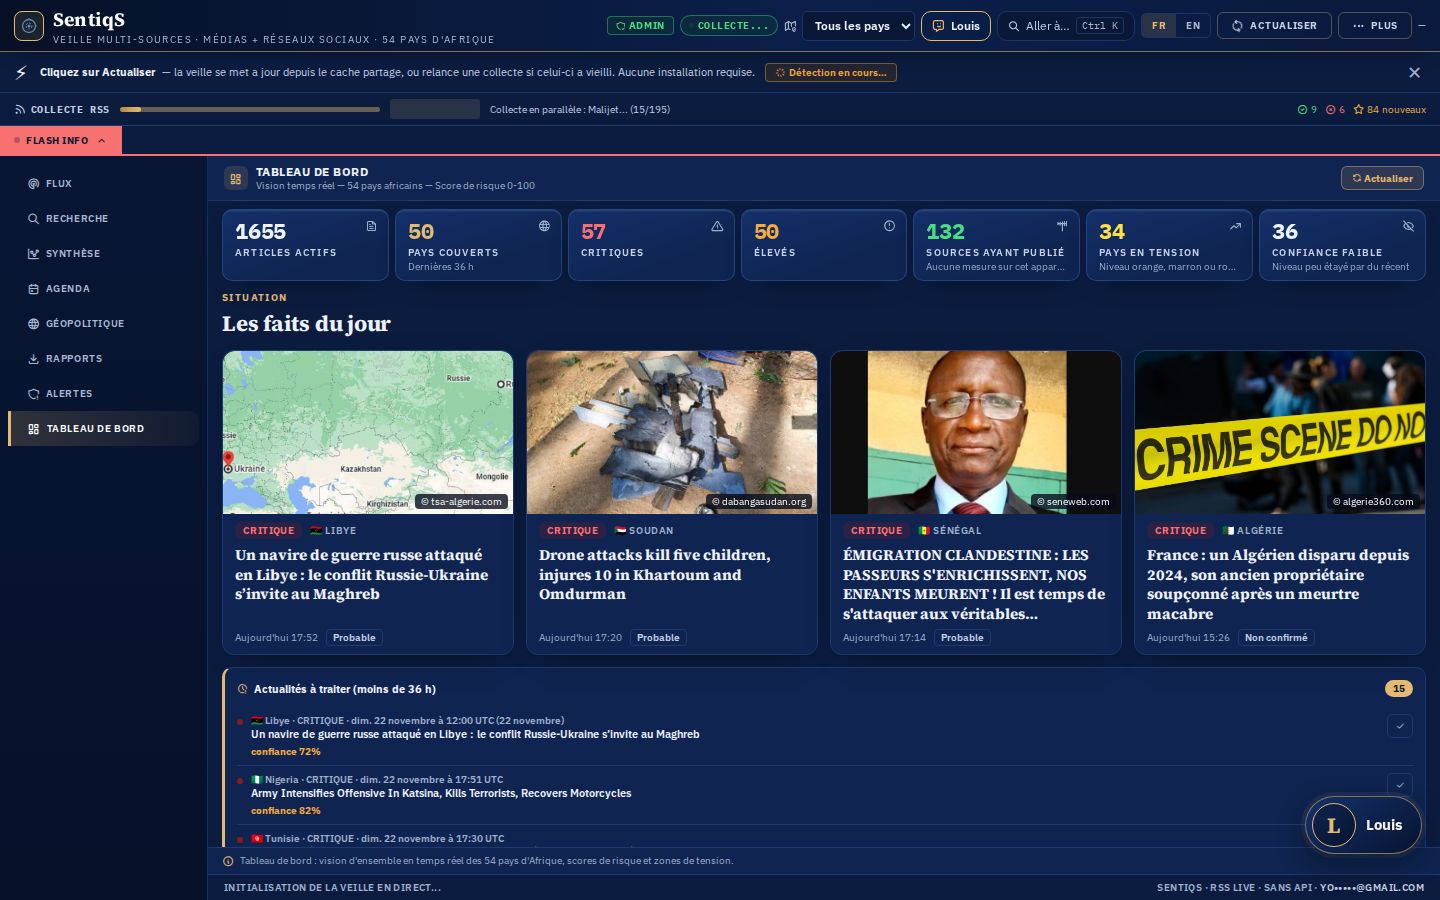 SentiqS
VEILLE MULTI-SOURCES · MÉDIAS + RÉSEAUX SOCIAUX · 54 PAYS D'AFRIQUE
ADMIN
COLLECTE...
Tous les pays
Louis
Aller à...
Ctrl K
FR
EN
ACTUALISER
PLUS
Cliquez sur Actualiser — la veille se met a jour depuis le cache partage, ou relance une collecte si celui-ci a vieilli. Aucune installation requise.
Détection en cours...
COLLECTE RSS
Collecte en parallèle : Malijet... (15/195)
9
6
84 nouveaux
FLASH INFO
FLUX
RECHERCHE
SYNTHÈSE
AGENDA
GÉOPOLITIQUE
RAPPORTS
ALERTES
TABLEAU DE BORD
TABLEAU DE BORD
Vision temps réel — 54 pays africains — Score de risque 0-100
Actualiser
1655
ARTICLES ACTIFS
50
PAYS COUVERTS
Dernières 36 h
57
CRITIQUES
50
ÉLEVÉS
132
SOURCES AYANT PUBLIÉ
Aucune mesure sur cet appar...
34
PAYS EN TENSION
Niveau orange, marron ou ro...
36
CONFIANCE FAIBLE
Niveau peu étayé par du récent
SITUATION
Les faits du jour
Russie
Ukraine
Kazakhstan
Mongolie
Kirghizistan
© tsa-algerie.com
CRITIQUE
LIBYE
Un navire de guerre russe attaqué
en Libye : le conflit Russie-Ukraine
s'invite au Maghreb
Aujourd'hui 17:52
Probable
© dabangasudan.org
CRITIQUE
SOUDAN
Drone attacks kill five children,
injures 10 in Khartoum and
Omdurman
Aujourd'hui 17:20
Probable
© seneweb.com
CRITIQUE
SÉNÉGAL
ÉMIGRATION CLANDESTINE : LES
PASSEURS S'ENRICHISSENT, NOS
ENFANTS MEURENT ! Il est temps de
s'attaquer aux véritables...
Aujourd'hui 17:14
Probable
CRIME SCENE DO NO
© algerie360.com
CRITIQUE
ALGÉRIE
France : un Algérien disparu depuis
2024, son ancien propriétaire
soupçonné après un meurtre
macabre
Aujourd'hui 15:26
Non confirmé
Actualités à traiter (moins de 36 h)
15
Libye · CRITIQUE · dim. 22 novembre à 12:00 UTC (22 novembre)
Un navire de guerre russe attaqué en Libye : le conflit Russie-Ukraine s'invite au Maghreb
confiance 72%
Nigeria · CRITIQUE · dim. 22 novembre à 17:51 UTC
Army Intensifies Offensive In Katsina, Kills Terrorists, Recovers Motorcycles
confiance 82%
Tunisie · CRITIQUE · dim. 22 novembre à 17:30 UTC
L
Louis
Tableau de bord : vision d'ensemble en temps réel des 54 pays d'Afrique, scores de risque et zones de tension.
INITIALISATION DE LA VEILLE EN DIRECT...
SENTIQS · RSS LIVE · SANS API · YO•••••@GMAIL.COM